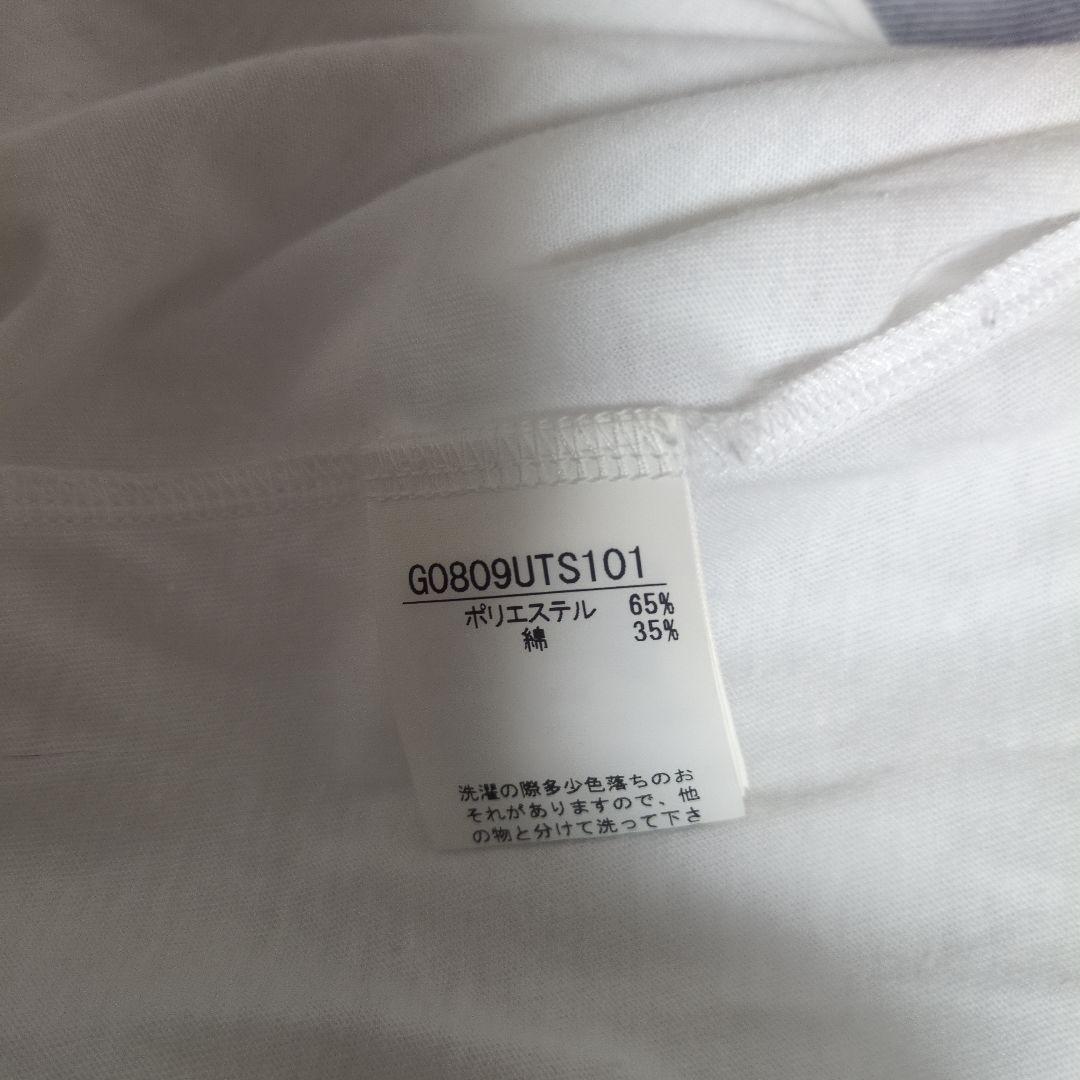 G0809UTS101
ポリエステル 65%
綿 35%
洗濯の際多少色落ちのお
それがありますので、他
の物と分けて洗って下さ